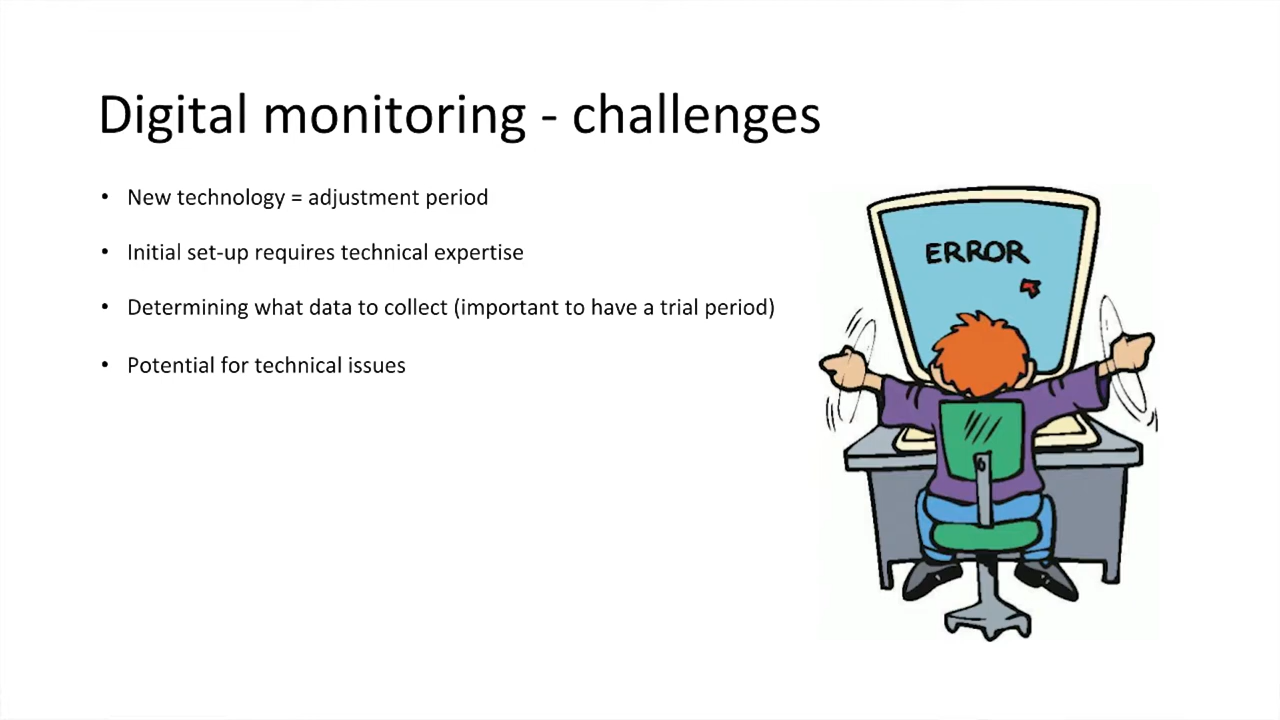 Digital monitoring - challenges
• New technology = adjustment period
• Initial set-up requires technical expertise
• Determining what data to collect (important to have a trial period)
• Potential for technical issues
ERROR